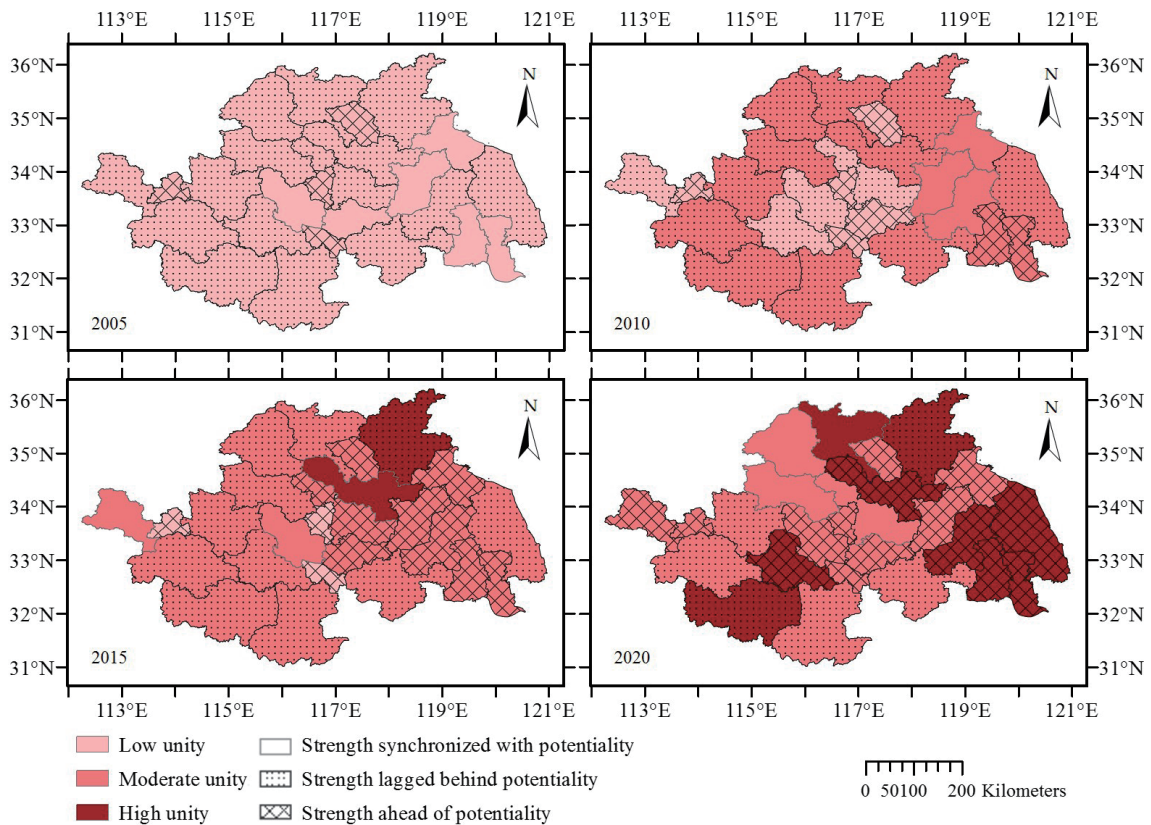 113°E 115°E 117°E 119°E 121°E 113°E 115°E 117°E 119°E 121°E
36°N N N 36°N
35°N 35°N
34°N 34°N
33°N 33°N
32°N 32°N
31°N 2005 2010 31°N
36°N N N 36°N
35°N 35°N
34°N 34°N
33°N 33°N
32°N 32°N
31°N 2015 2020 31°N
113°E 115°E 117°E 119°E 121°E 113°E 115°E 117°E 119°E 121°E
Low unity Strength synchronized with potentiality
Moderate unity Strength lagged behind potentiality
High unity Strength ahead of potentiality
0 50100 200 Kilometers